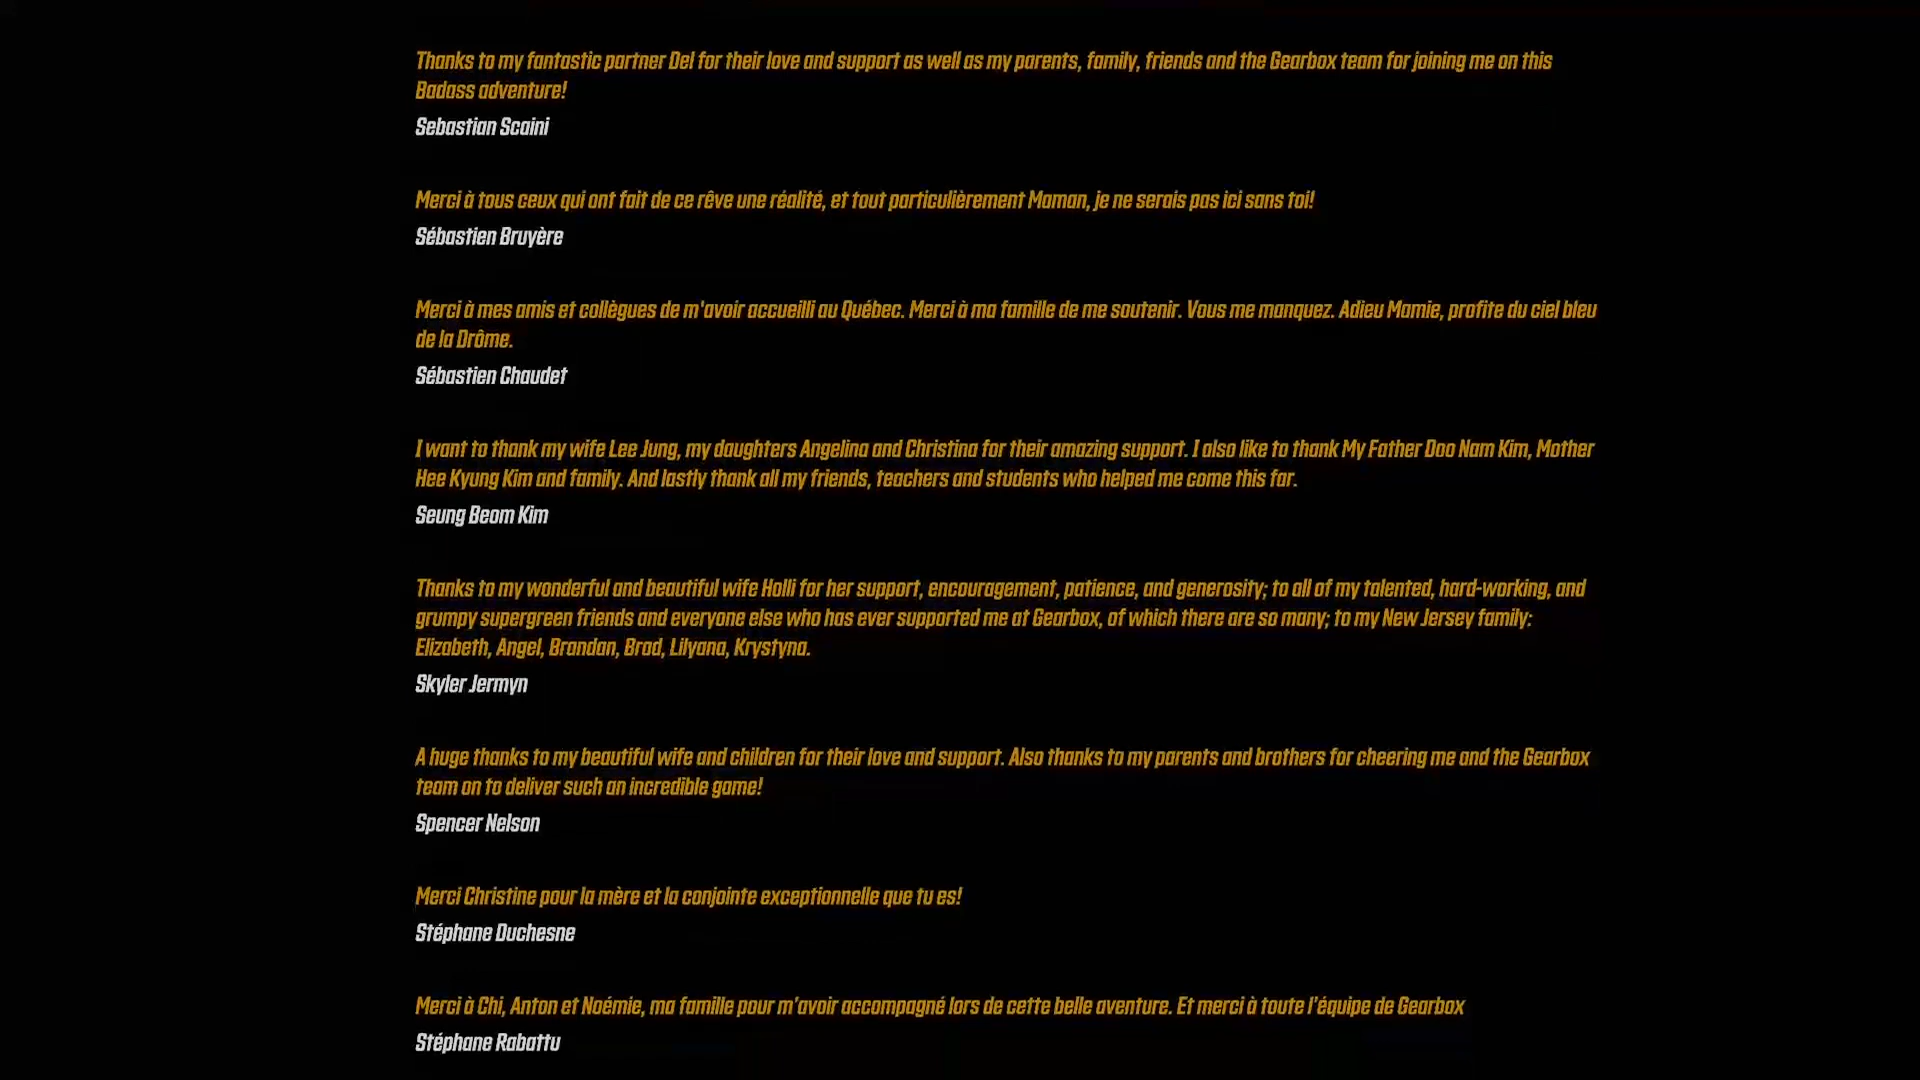 Thanks to my fantastic partner Del for their love and support as well as my parents, family, friends and the Gearbox team for joining me on this
Badass adventure!
Sebastian Scaini
Merci à tous ceux qui ont fait de ce rêve une réalité, et tout particulièrement Maman, je ne serais pas ici sans toi!
Sébastien Bruyère
Merci à mes amis et collègues de m'avoir accueilli au Québec. Merci à ma famille de me soutenir. Vous me manquez. Adieu Mamie, profite du ciel bleu
de la Drôme.
Sébastien Chaudet
I want to thank my wife Lee Jung, my daughters Angelina and Christina for their amazing support. I also like to thank My Father Doo Nam Kim, Mother
Hee Kyung Kim and family. And lastly thank all my friends, teachers and students who helped me come this far.
Seung Beom Kim
Thanks to my wonderful and beautiful wife Holli for her support, encouragement, patience, and generosity; to all of my talented, hard-working, and
grumpy supergreen friends and everyone else who has ever supported me at Gearbox, of which there are so many; to my New Jersey family:
Elizabeth, Angel, Brandan, Brad, Lilyana, Krystyna.
Skyler Jermyn
A huge thanks to my beautiful wife and children for their love and support. Also thanks to my parents and brothers for cheering me and the Gearbox
team on to deliver such an incredible game!
Spencer Nelson
Merci Christine pour la mère et la conjointe exceptionnelle que tu es!
Stéphane Duchesne
Merci à Chi, Anton et Noémie, ma famille pour m'avoir accompagné lors de cette belle aventure. Et merci à toute l'équipe de Gearbox
Stéphane Rabattu